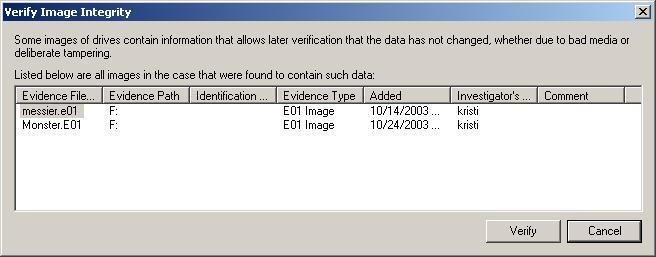 Verify Image Integrity
Some images of drives contain information that allows later verification that the data has not changed, whether due to bad media or
deliberate tampering.
Listed below are all images in the case that were found to contain such data:
Evidence File... Evidence Path Identification ... Evidence Type Added Investigator's ... Comment
messier.e01 F: E01 Image 10/14/2003 ... kristi
Monster.E01 F: E01 Image 10/24/2003 ... kristi
Verify Cancel